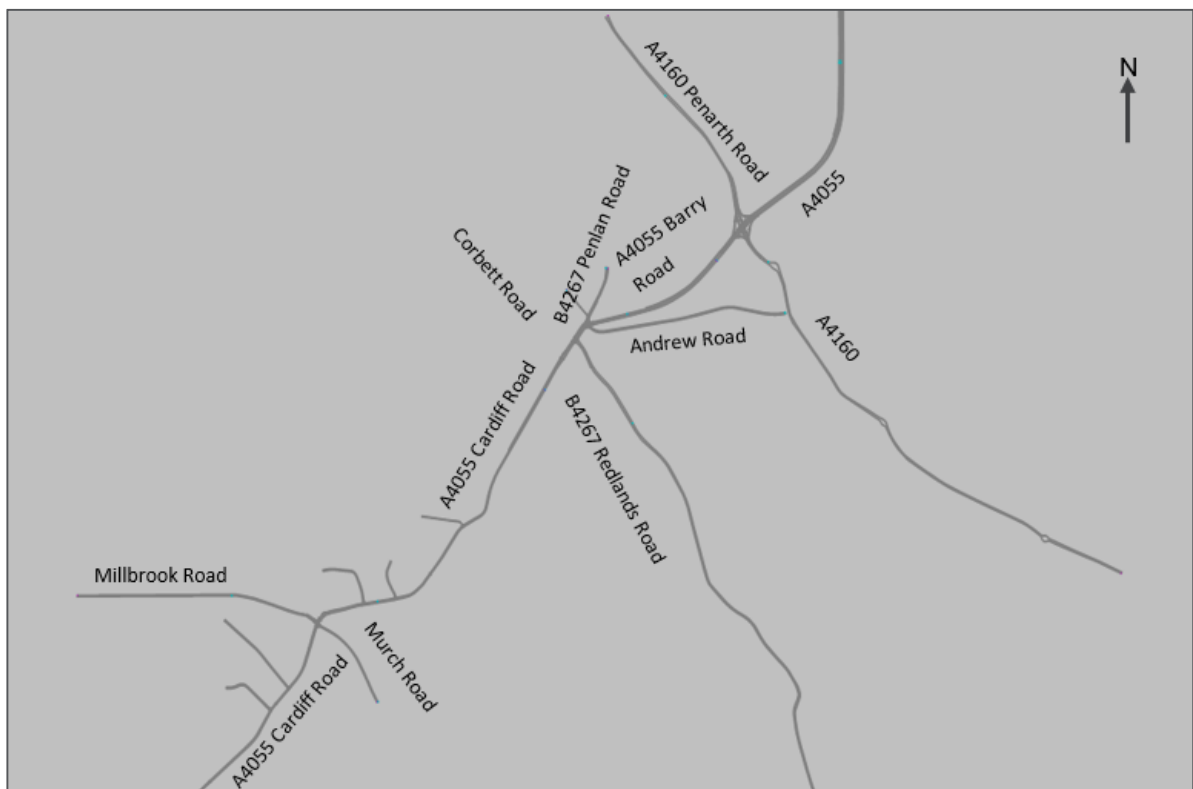 A4160 Penarth Road
N
A4055
B4267 Penlan Road
A4055 Barry
Road
Corbett Road
Andrew Road
A4160
A4055 Cardiff Road
B4267 Redlands Road
Millbrook Road
Murch Road
A4055 Cardiff Road